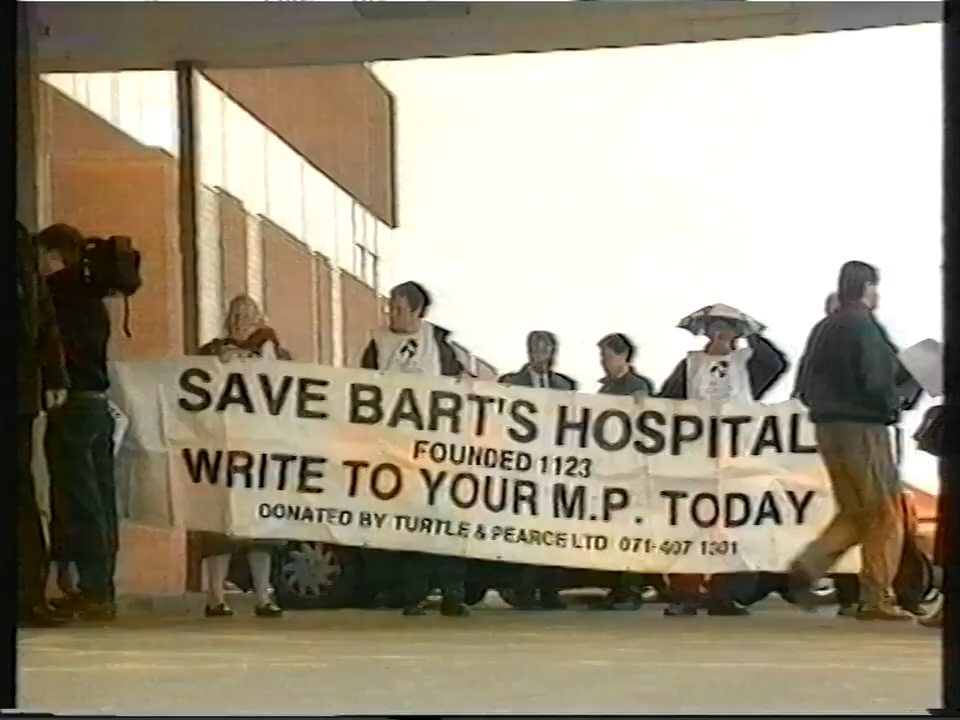 SAVE BART'S HOSPITAL
FOUNDED 1123
WRITE TO YOUR M.P. TODAY
DONATED BY TURTLE & PEARCE LTD 071-407 1301